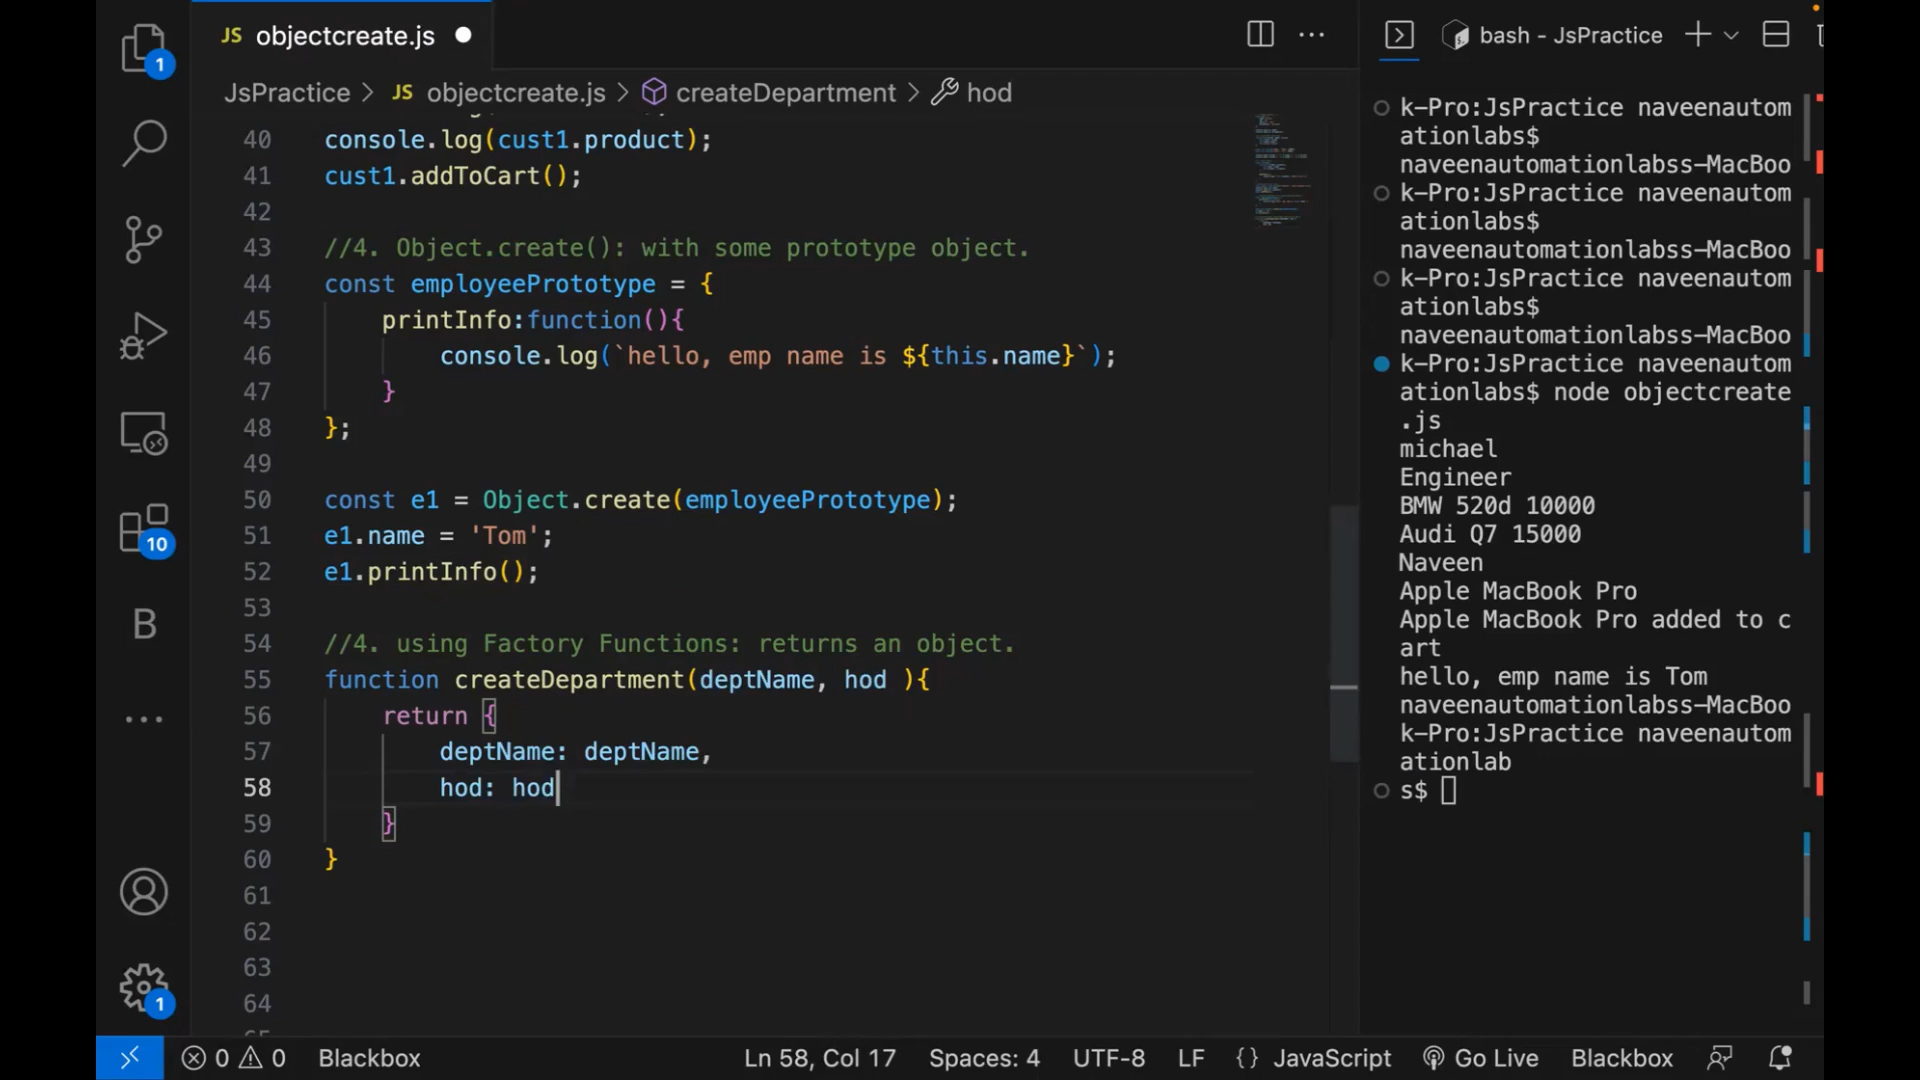 1
JS objectcreate.js
bash - JsPractice
JsPractice > JS objectcreate.js > createDepartment > hod
40 console.log(cust1.product);
41 cust1.addToCart();
42
43 //4. Object.create(): with some prototype object.
44 const employeePrototype = {
45 printInfo:function(){
46 console.log(`hello, emp name is ${this.name}`);
47 }
48 };
49
50 const e1 = Object.create(employeePrototype);
51 e1.name = 'Tom';
52 e1.printInfo();
53
54 //4. using Factory Functions: returns an object.
55 function createDepartment(deptName, hod ){
56 return {
57 deptName: deptName,
58 hod: hod
59 }
60 }
61
62
63
64
10
B
1
k-Pro:JsPractice naveenautom
ationlabs$
naveenautomationlabss-MacBoo
k-Pro:JsPractice naveenautom
ationlabs$
naveenautomationlabss-MacBoo
k-Pro:JsPractice naveenautom
ationlabs$
naveenautomationlabss-MacBoo
k-Pro:JsPractice naveenautom
ationlabs$ node objectcreate
.js
michael
Engineer
BMW 520d 10000
Audi Q7 15000
Naveen
Apple MacBook Pro
Apple MacBook Pro added to c
art
hello, emp name is Tom
naveenautomationlabss-MacBoo
k-Pro:JsPractice naveenautom
ationlab
s$
0 0 Blackbox Ln 58, Col 17 Spaces: 4 UTF-8 LF {} JavaScript Go Live Blackbox